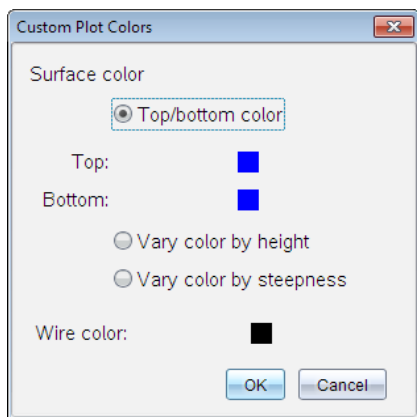 Custom Plot Colors
Surface color
Top/bottom color
Top:
Bottom:
Vary color by height
Vary color by steepness
Wire color:
OK Cancel